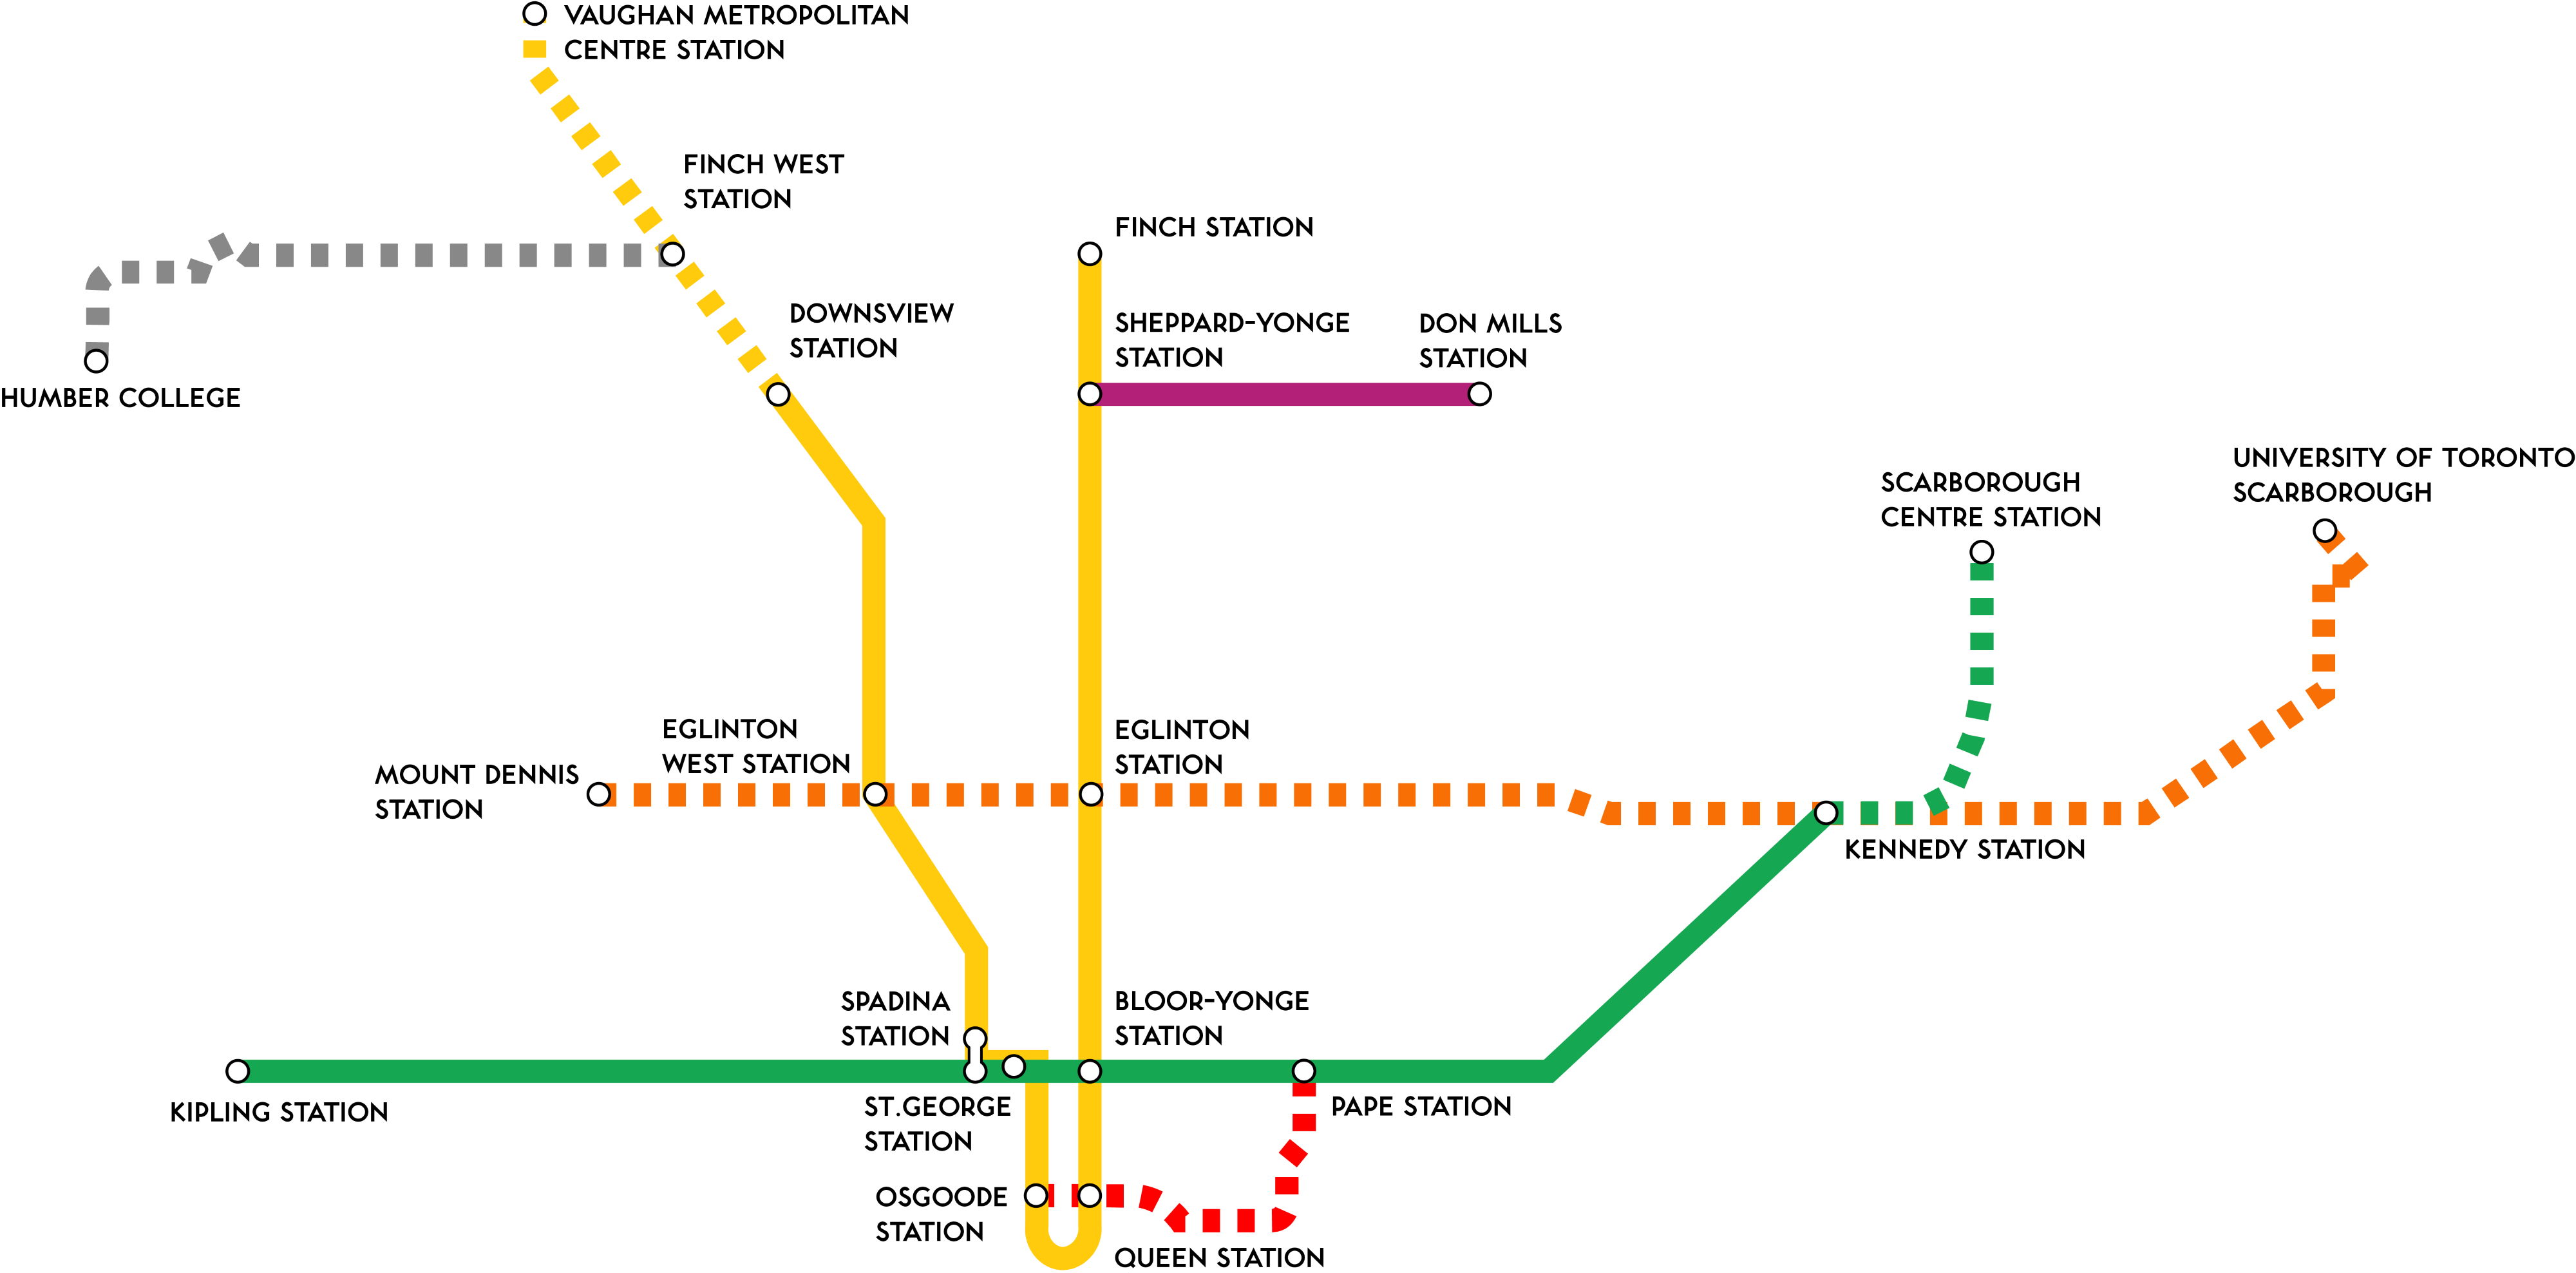 VAUGHAN METROPOLITAN
CENTRE STATION
FINCH WEST
STATION
FINCH STATION
DOWNSVIEW
STATION
SHEPPARD-YONGE
STATION
DON MILLS
STATION
HUMBER COLLEGE
UNIVERSITY OF TORONTO
SCARBOROUGH
SCARBOROUGH
CENTRE STATION
EGLINTON
WEST STATION
EGLINTON
STATION
MOUNT DENNIS
STATION
KENNEDY STATION
SPADINA
STATION
BLOOR-YONGE
STATION
KIPLING STATION
ST.GEORGE
STATION
PAPE STATION
OSGOODE
STATION
QUEEN STATION